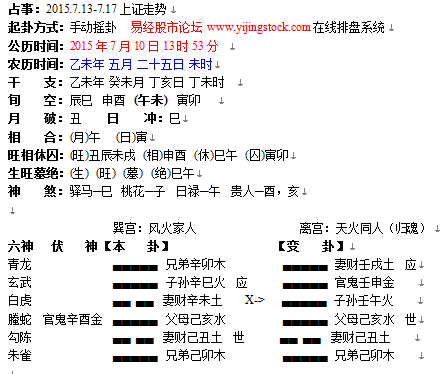 占事：2015.7.13-7.17 上证走势 ↓
起卦方式：手动摇卦 易经股市论坛 www.yijingstock.com 在线排盘系统 ↓
公历时间：2015 年 7 月 10 日 13 时 53 分 ↓
农历时间：乙未年 五月 二十五日 未时 ↓
干 支：乙未年 癸未月 丁亥日 丁未时 ↓
旬 空：辰巳 申酉 (午未) 寅卯 ↓
月 破：丑 日 冲：巳 ↓
相 合：(月)午 (日)寅 ↓
旺相休囚：(旺)丑辰未戌 (相)申酉 (休)巳午 (囚)寅卯 ↓
生旺墓绝：(生) (旺) (墓) (绝)巳午 ↓
神 煞：驿马—巳 桃花—子 日禄—午 贵人—酉，亥 ↓
↓
巽宫：风火家人 离宫：天火同人（归魂） ↓
六神 伏 神【本 卦】 【变 卦】 ↓
青龙 兄弟辛卯木 妻财壬戌土 应 ↓
玄武 子孙辛巳火 应 官鬼壬申金 ↓
白虎 妻财辛未土 X-> 子孙壬午火 ↓
螣蛇 官鬼辛酉金 父母己亥水 父母己亥水 世 ↓
勾陈 妻财己丑土 世 妻财己丑土 ↓
朱雀 兄弟己卯木 兄弟己卯木 ↓